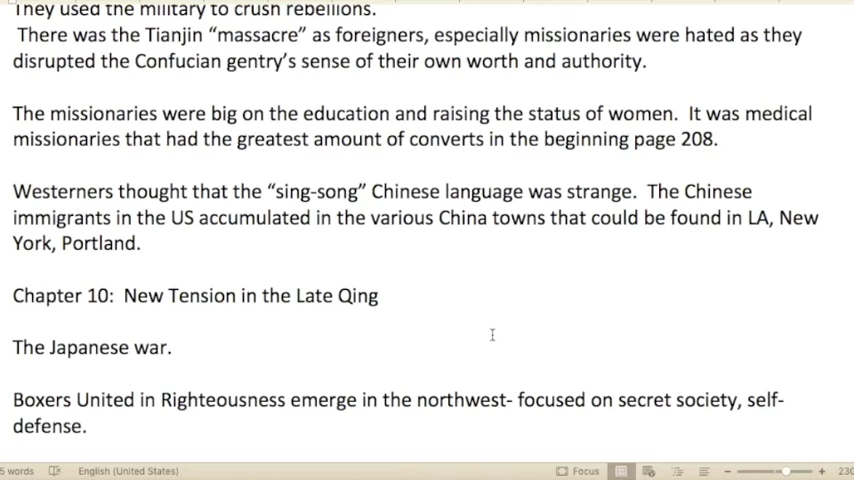 They used the military to crush rebellions.
There was the Tianjin “massacre” as foreigners, especially missionaries were hated as they
disrupted the Confucian gentry’s sense of their own worth and authority.
The missionaries were big on the education and raising the status of women.  It was medical
missionaries that had the greatest amount of converts in the beginning page 208.
Westerners thought that the “sing-song” Chinese language was strange.  The Chinese
immigrants in the US accumulated in the various China towns that could be found in LA, New
York, Portland.
Chapter 10:  New Tension in the Late Qing
The Japanese war.
Boxers United in Righteousness emerge in the northwest- focused on secret society, self-
defense.
5 words English (United States) Focus 230